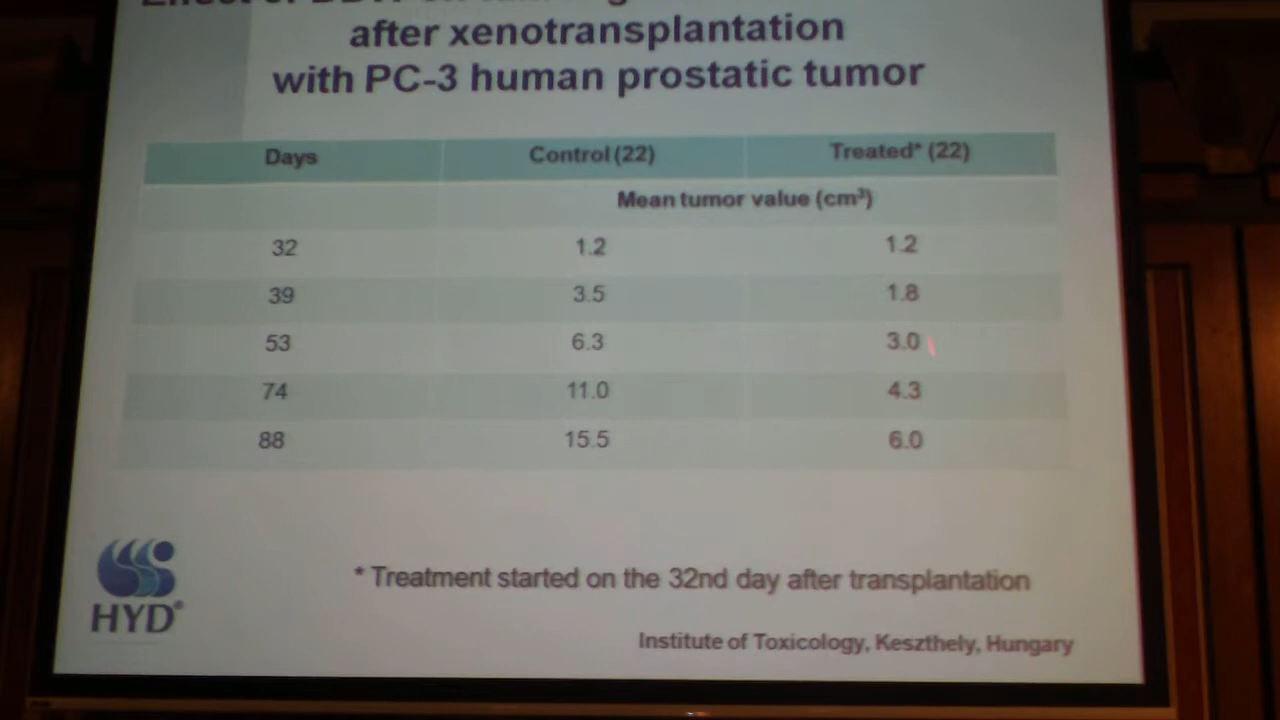 after xenotransplantation
with PC-3 human prostatic tumor
Days Control (22) Treated* (22)
Mean tumor value (cm³)
32 1.2 1.2
39 3.5 1.8
53 6.3 3.0
74 11.0 4.3
88 15.5 6.0
* Treatment started on the 32nd day after transplantation
HYD®
Institute of Toxicology, Keszthely, Hungary